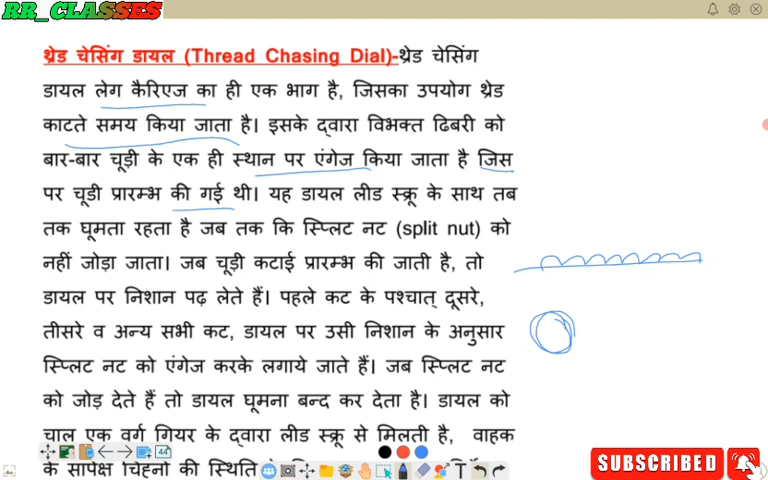 RR_CLASSES
थ्रेड चेसिंग डायल (Thread Chasing Dial)-थ्रेड चेसिंग
डायल लेग कैरिएज का ही एक भाग है, जिसका उपयोग थ्रेड
काटते समय किया जाता है। इसके द्वारा विभक्त ढिबरी को
बार-बार चूड़ी के एक ही स्थान पर एंगेज किया जाता है जिस
पर चूडी प्रारम्भ की गई थी। यह डायल लीड स्क्रू के साथ तब
तक घूमता रहता है जब तक कि स्प्लिट नट (split nut) को
नहीं जोड़ा जाता। जब चूड़ी कटाई प्रारम्भ की जाती है, तो
डायल पर निशान पढ़ लेते हैं। पहले कट के पश्चात् दूसरे,
तीसरे व अन्य सभी कट, डायल पर उसी निशान के अनुसार
स्प्लिट नट को एंगेज करके लगाये जाते हैं। जब स्प्लिट नट
को जोड़ देते हैं तो डायल घूमना बन्द कर देता है। डायल को
चाल एक वर्ग गियर के द्वारा लीड स्क्रू से मिलती है, वाहक
के सापेक्ष चिह्नों की स्थिति
44
T
SUBSCRIBED